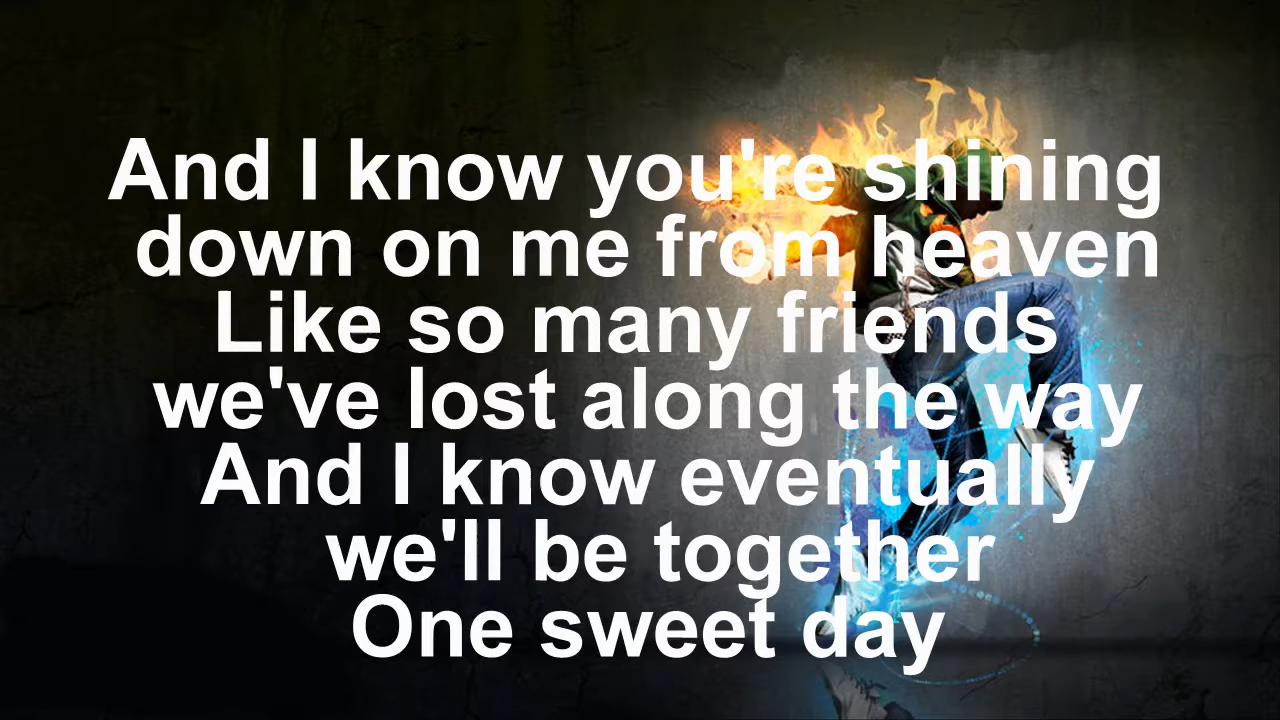 And I know you're shining
down on me from heaven
Like so many friends
we've lost along the way
And I know eventually
we'll be together
One sweet day